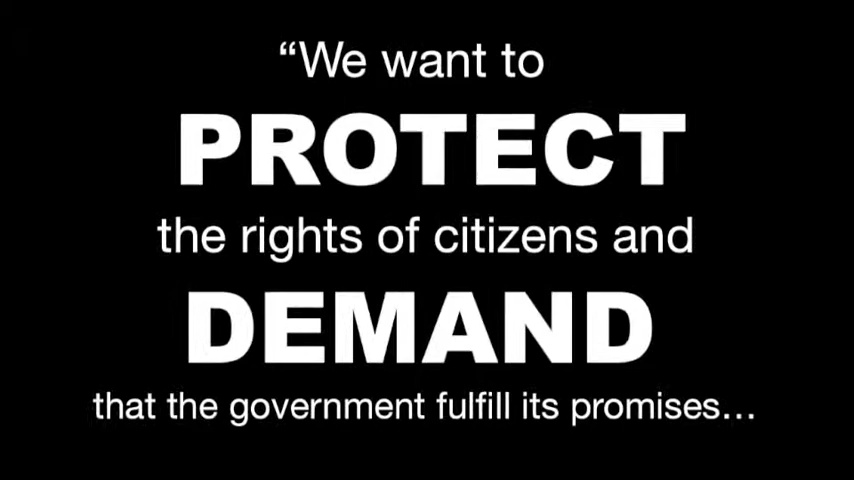 “We want to
PROTECT
the rights of citizens and
DEMAND
that the government fulfill its promises...